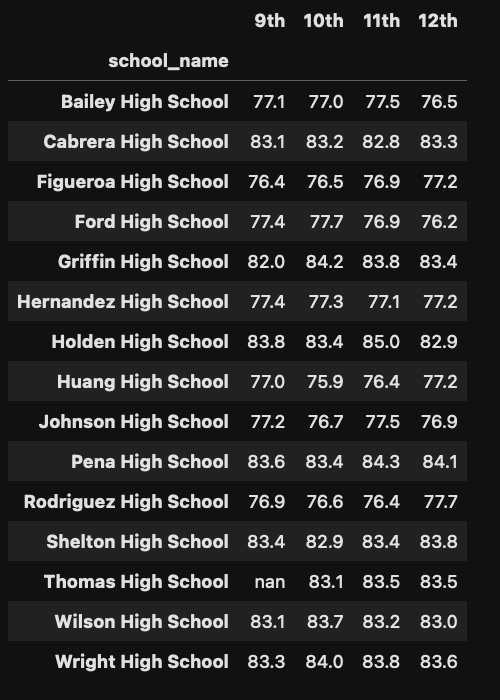 9th 10th 11th 12th
school_name
Bailey High School 77.1 77.0 77.5 76.5
Cabrera High School 83.1 83.2 82.8 83.3
Figueroa High School 76.4 76.5 76.9 77.2
Ford High School 77.4 77.7 76.9 76.2
Griffin High School 82.0 84.2 83.8 83.4
Hernandez High School 77.4 77.3 77.1 77.2
Holden High School 83.8 83.4 85.0 82.9
Huang High School 77.0 75.9 76.4 77.2
Johnson High School 77.2 76.7 77.5 76.9
Pena High School 83.6 83.4 84.3 84.1
Rodriguez High School 76.9 76.6 76.4 77.7
Shelton High School 83.4 82.9 83.4 83.8
Thomas High School nan 83.1 83.5 83.5
Wilson High School 83.1 83.7 83.2 83.0
Wright High School 83.3 84.0 83.8 83.6